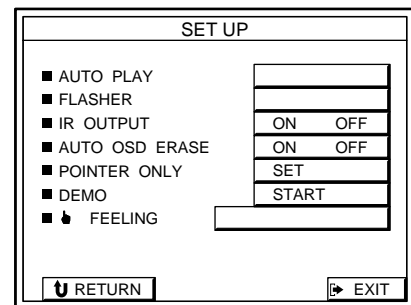 SET UP
AUTO PLAY
FLASHER
IR OUTPUT ON OFF
AUTO OSD ERASE ON OFF
POINTER ONLY SET
DEMO START
FEELING
RETURN EXIT